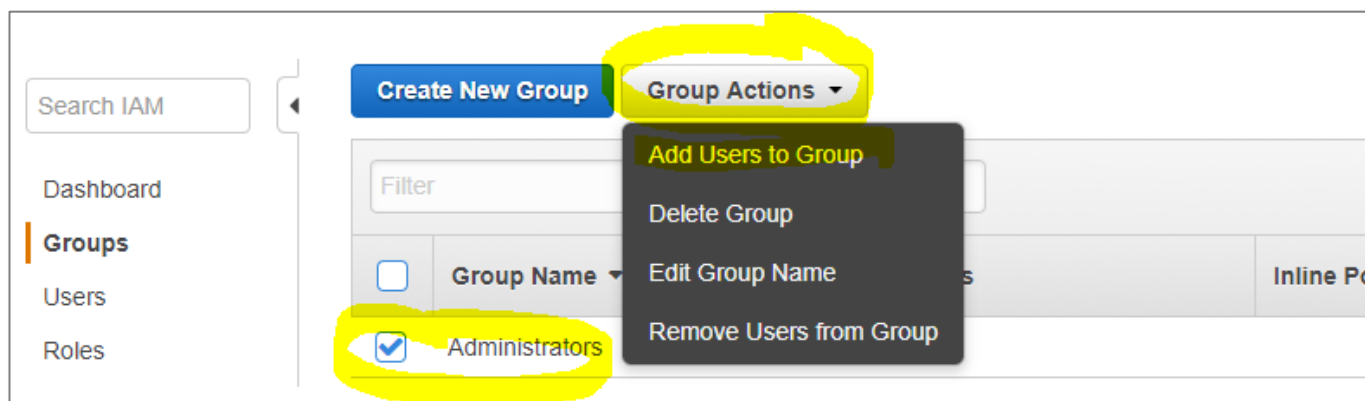 Search IAM
Dashboard
Groups
Users
Roles
Create New Group
Group Actions
Add Users to Group
Delete Group
Edit Group Name
Remove Users from Group
Filter
Group Name
s
Inline Po
Administrators